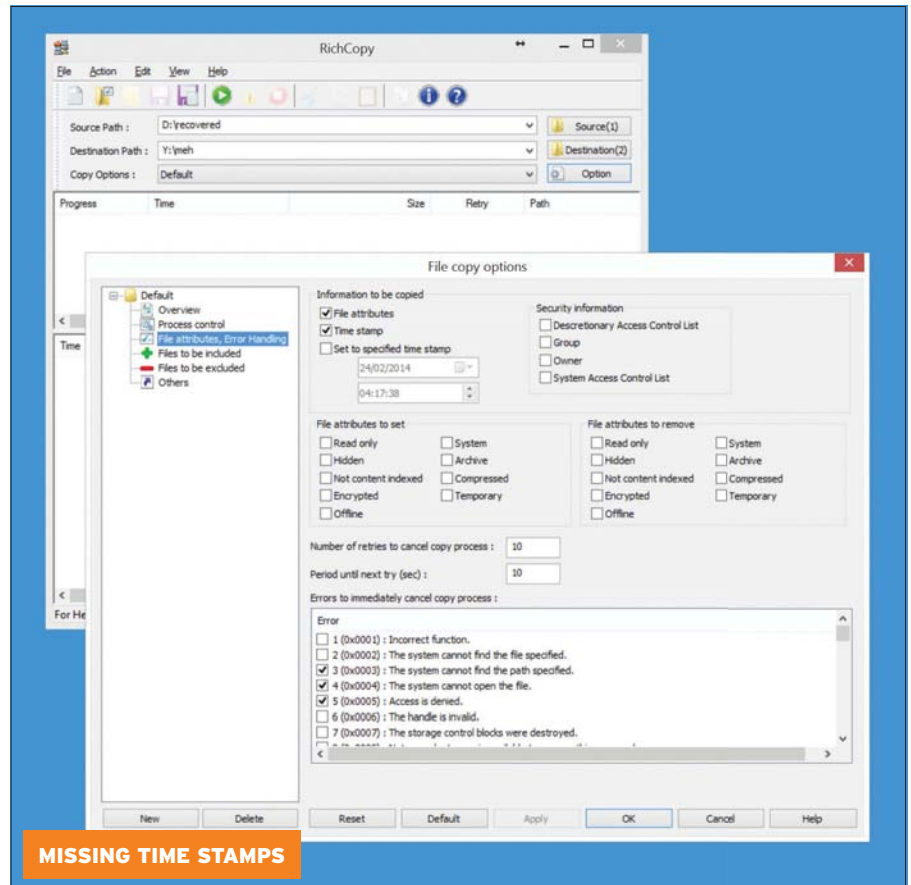 RichCopy
File Action Edit View Help
Source Path : D:\recovered Source(1)
Destination Path : Y:\meh Destination(2)
Copy Options : Default Option
Progress Time Size Retry Path
Time
For He
File copy options
Default
Overview
Process control
File attributes, Error Handling
Files to be included
Files to be excluded
Others
Information to be copied
File attributes
Time stamp
Set to specified time stamp
24/02/2014
04:17:38
Security information
Descretionary Access Control List
Group
Owner
System Access Control List
File attributes to set
Read only System
Hidden Archive
Not content indexed Compressed
Encrypted Temporary
Offline
File attributes to remove
Read only System
Hidden Archive
Not content indexed Compressed
Encrypted Temporary
Offline
Number of retries to cancel copy process : 10
Period until next try (sec) : 10
Errors to immediately cancel copy process :
Error
1 (0x0001) : Incorrect function.
2 (0x0002) : The system cannot find the file specified.
3 (0x0003) : The system cannot find the path specified.
4 (0x0004) : The system cannot open the file.
5 (0x0005) : Access is denied.
6 (0x0006) : The handle is invalid.
7 (0x0007) : The storage control blocks were destroyed.
New Delete Reset Default Apply OK Cancel Help
MISSING TIME STAMPS